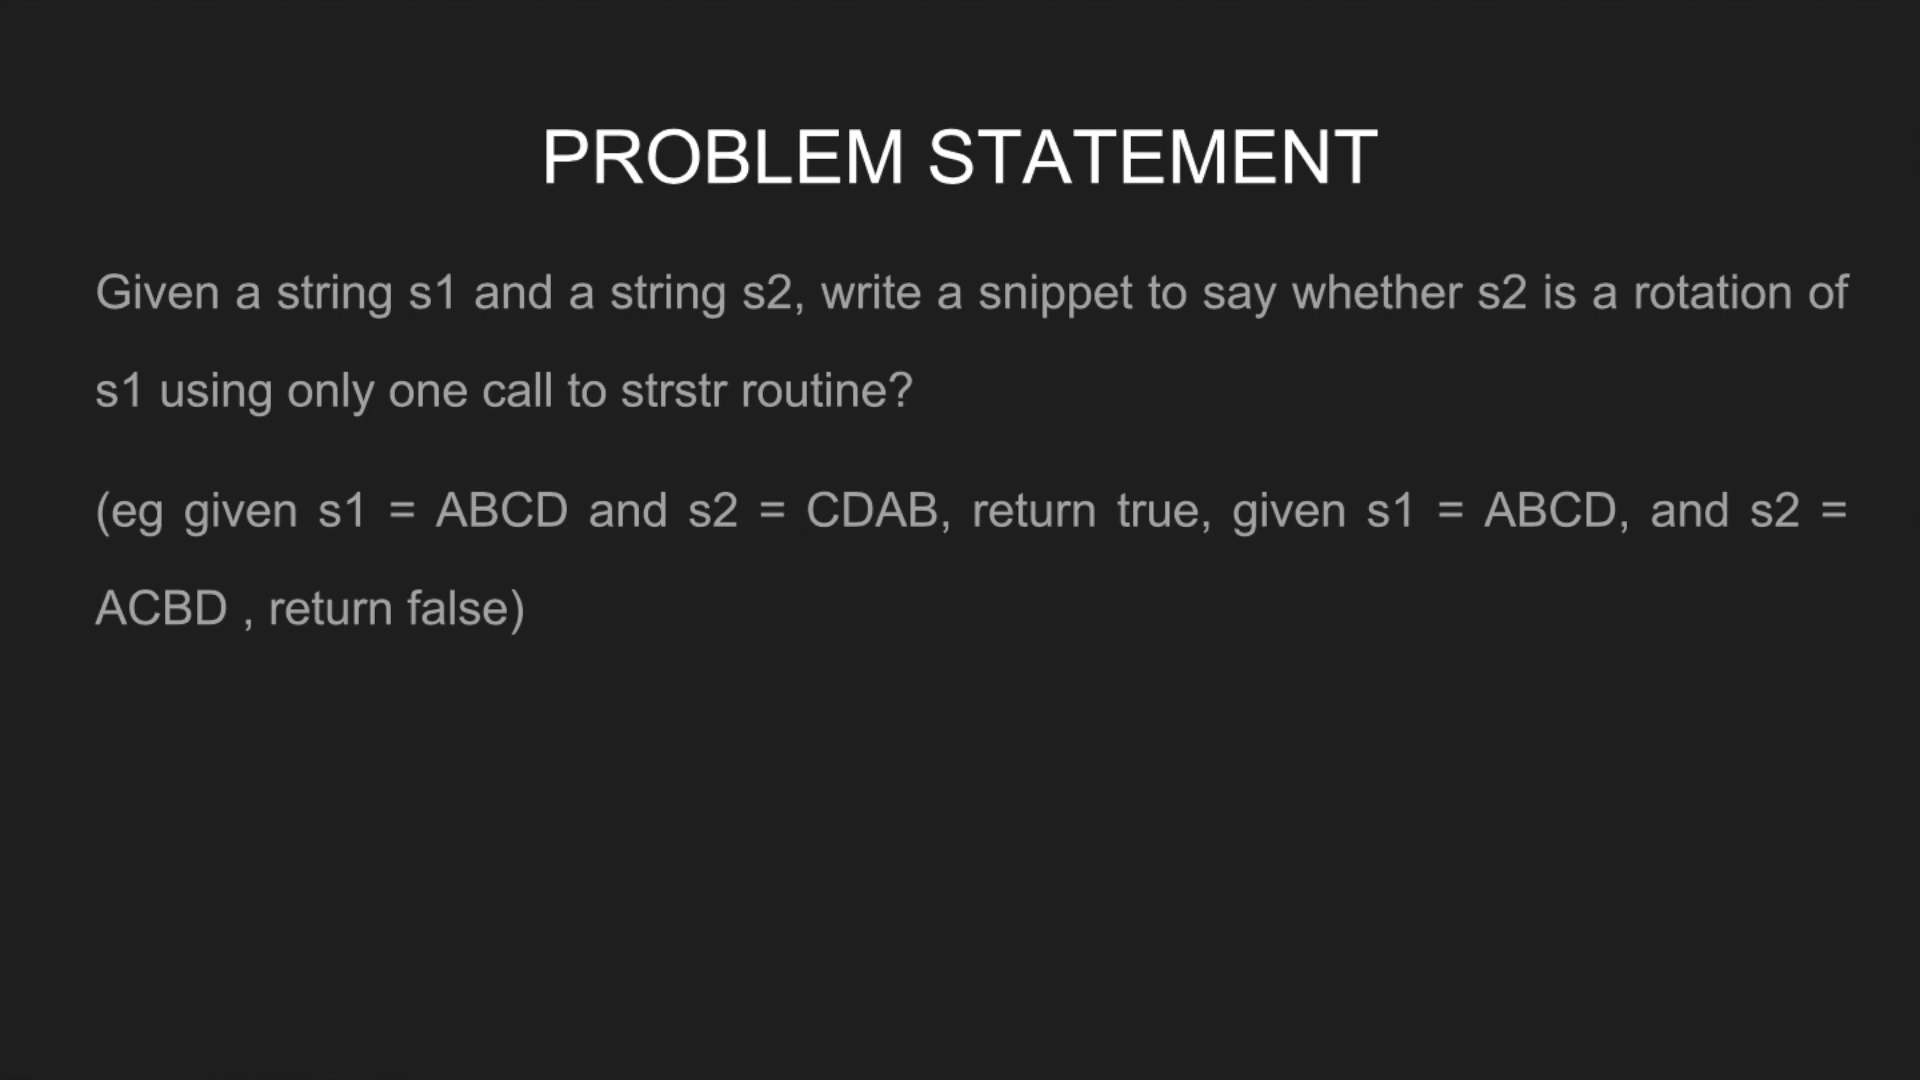 PROBLEM STATEMENT
Given a string s1 and a string s2, write a snippet to say whether s2 is a rotation of
s1 using only one call to strstr routine?
(eg given s1 = ABCD and s2 = CDAB, return true, given s1 = ABCD, and s2 =
ACBD , return false)